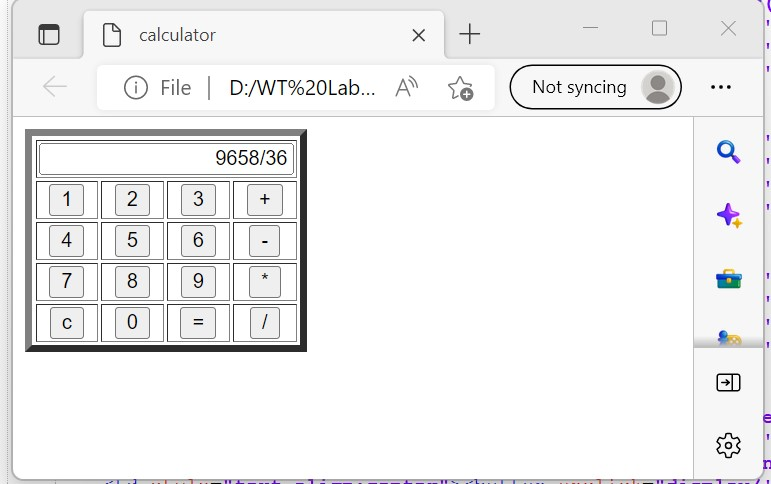 calculator
File | D:/WT%20Lab... A Not syncing
9658/36
1 2 3 +
4 5 6 -
7 8 9 *
c 0 = /